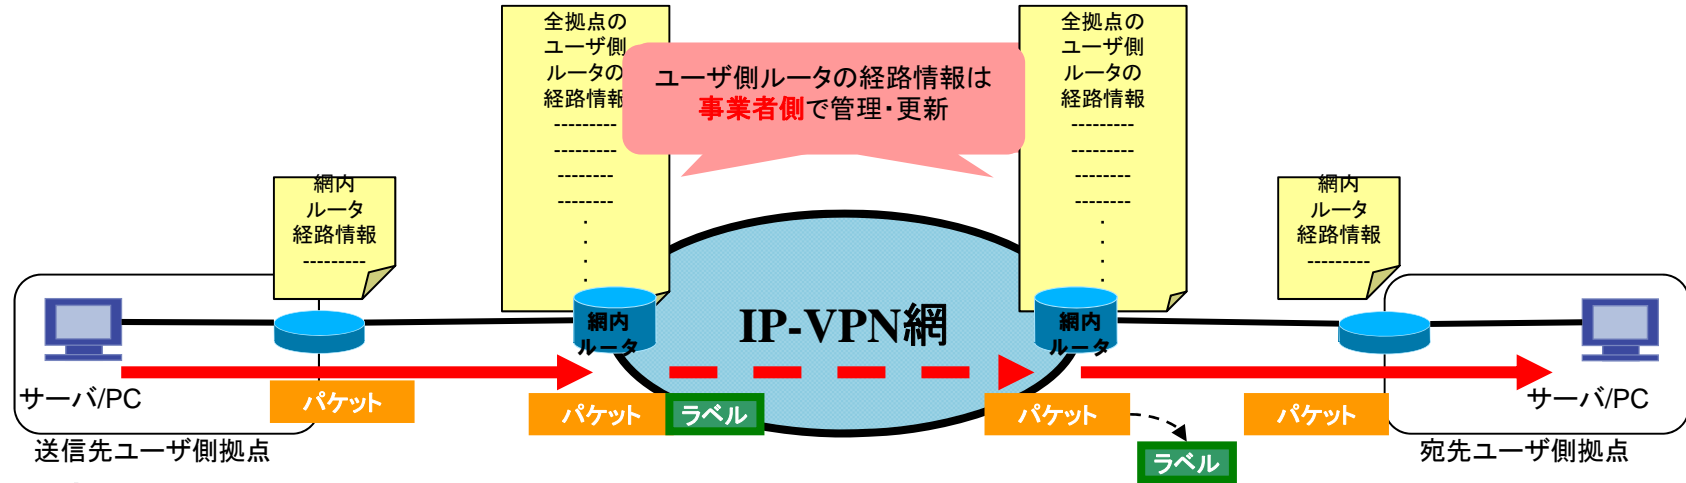 全拠点の
ユーザ側
ルータの
経路情報
---------
---------
--------
--------
.
.
.
.
全拠点の
ユーザ側
ルータの
経路情報
---------
---------
--------
--------
.
.
.
.
ユーザ側ルータの経路情報は
事業者側で管理・更新
網内
ルータ
経路情報
---------
網内
ルータ
経路情報
---------
網内
ルータ
IP-VPN網
網内
ルータ
サーバ/PC
パケット
パケット
ラベル
パケット
ラベル
パケット
サーバ/PC
送信先ユーザ側拠点
宛先ユーザ側拠点